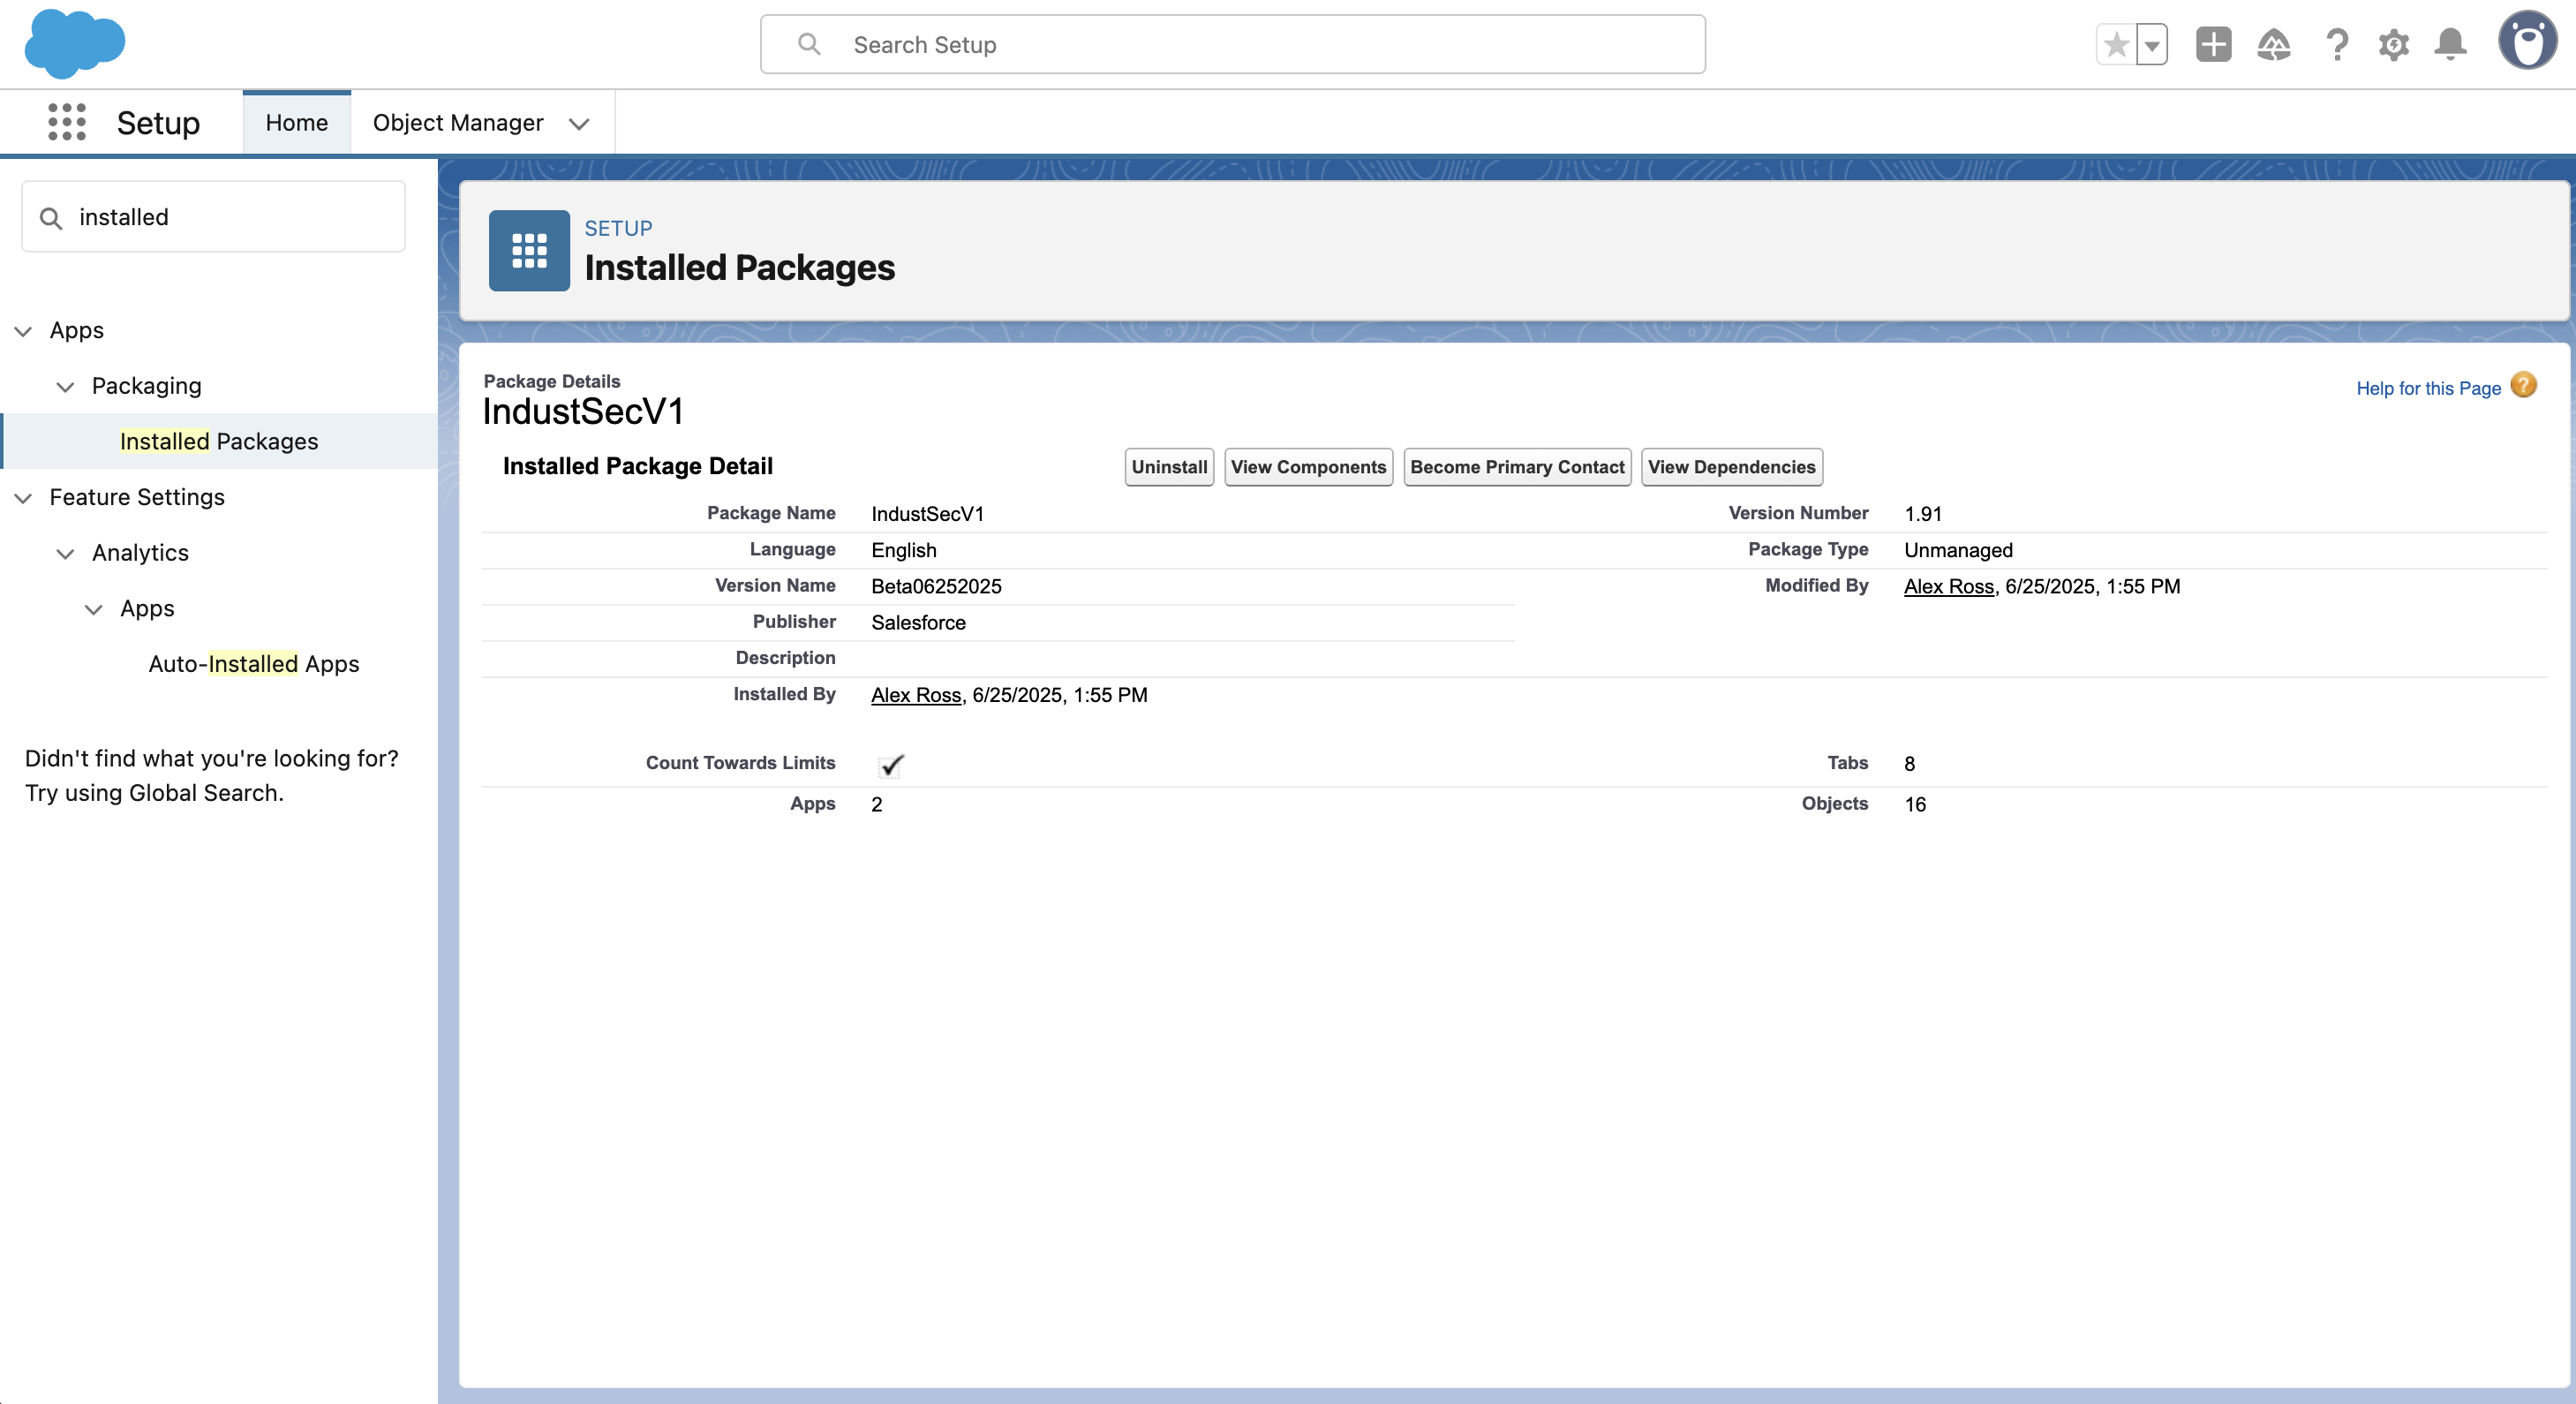 Search Setup
Setup
Home
Object Manager
installed
Apps
Packaging
Installed Packages
Feature Settings
Analytics
Apps
Auto-Installed Apps
Didn't find what you're looking for?
Try using Global Search.
SETUP
Installed Packages
Package Details
IndustSecV1
Help for this Page ?
Installed Package Detail
Uninstall View Components Become Primary Contact View Dependencies
Package Name IndustSecV1 Version Number 1.91
Language English Package Type Unmanaged
Version Name Beta06252025 Modified By Alex Ross, 6/25/2025, 1:55 PM
Publisher Salesforce
Description
Installed By Alex Ross, 6/25/2025, 1:55 PM
Count Towards Limits Tabs 8
Apps 2 Objects 16